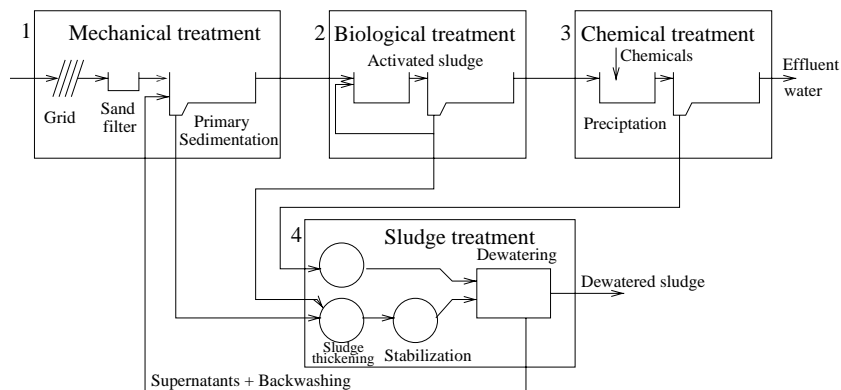 1
Mechanical treatment
Grid
Sand
filter
Primary
Sedimentation
2
Biological treatment
Activated sludge
3
Chemical treatment
Chemicals
Preciptation
Effluent
water
4
Sludge treatment
Dewatering
Dewatered sludge
Sludge
thickening
Stabilization
Supernatants + Backwashing